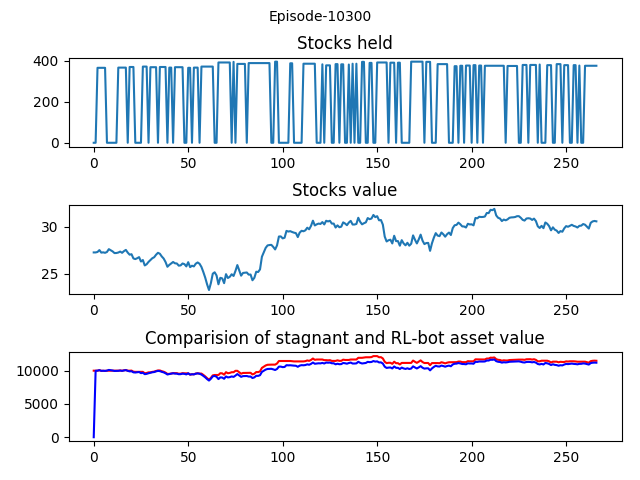 Episode-10300
Stocks held
400
200
0
0 50 100 150 200 250
Stocks value
30
25
0 50 100 150 200 250
Comparision of stagnant and RL-bot asset value
10000
5000
0
0 50 100 150 200 250